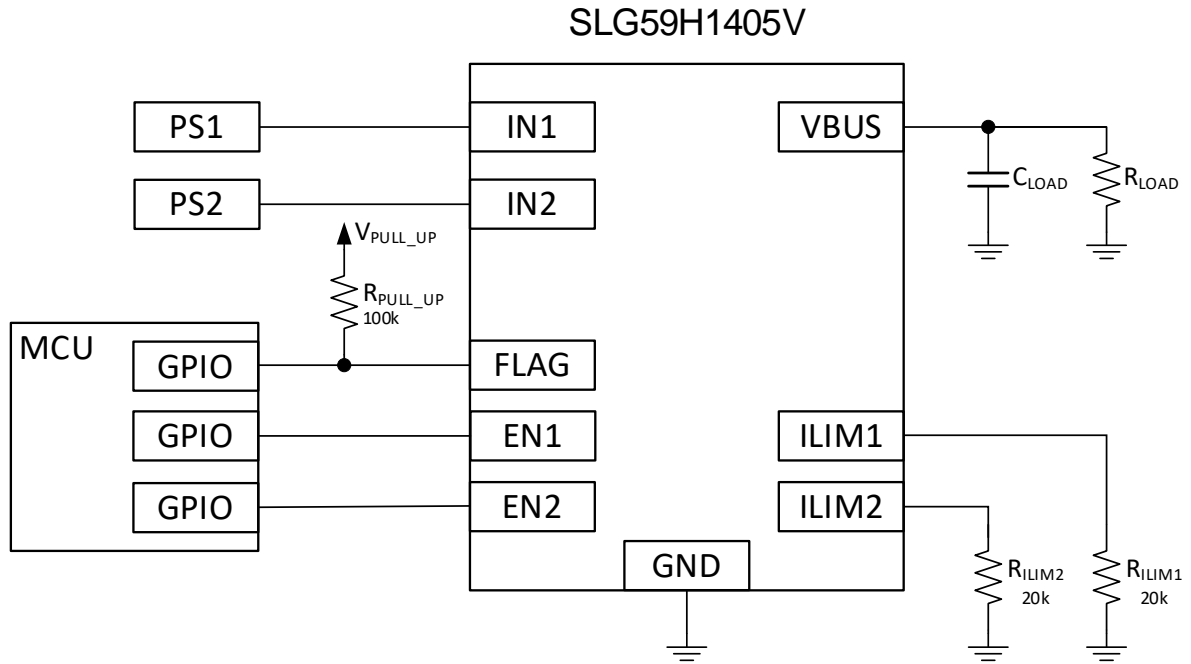 SLG59H1405V
PS1
IN1
VBUS
PS2
IN2
CLOAD
RLOAD
VPULL_UP
RPULL_UP
100k
MCU
GPIO
FLAG
GPIO
EN1
ILIM1
GPIO
EN2
ILIM2
GND
RILIM2
20k
RILIM1
20k